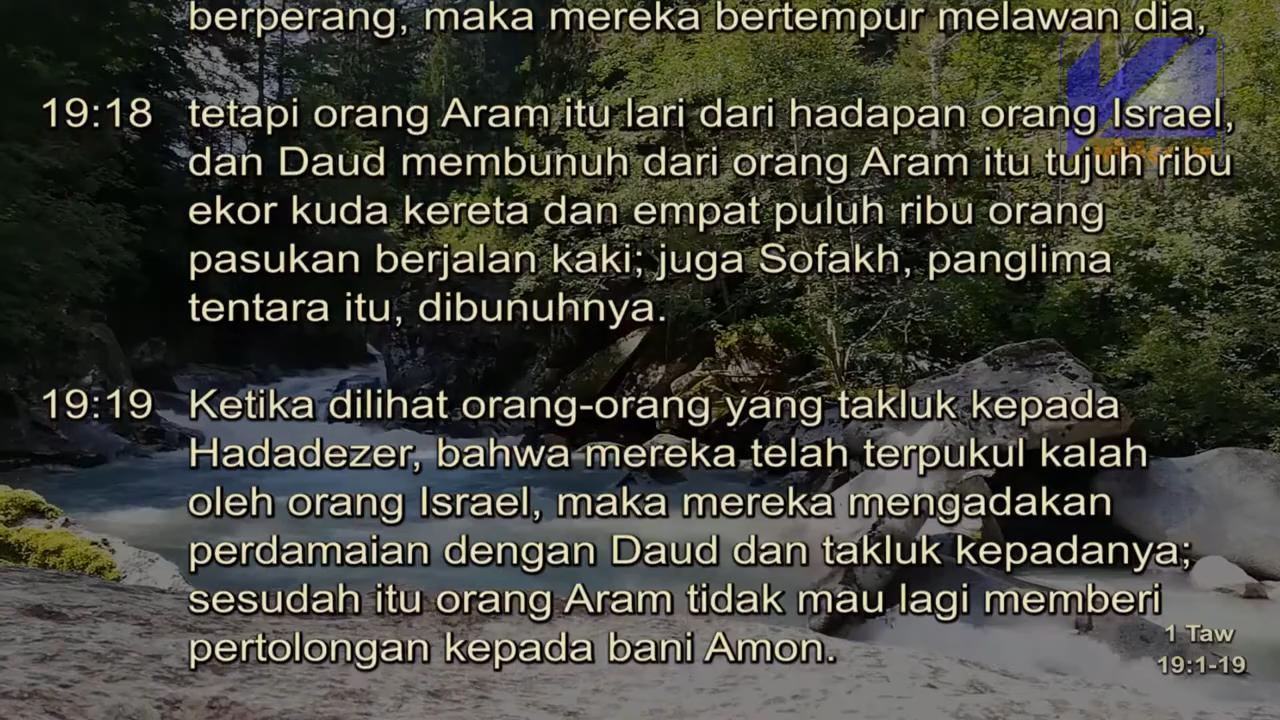 berperang, maka mereka bertempur melawan dia,
19:18 tetapi orang Aram itu lari dari hadapan orang Israel,
dan Daud membunuh dari orang Aram itu tujuh ribu
ekor kuda kereta dan empat puluh ribu orang
pasukan berjalan kaki; juga Sofakh, panglima
tentara itu, dibunuhnya.
19:19 Ketika dilihat orang-orang yang takluk kepada
Hadadezer, bahwa mereka telah terpukul kalah
oleh orang Israel, maka mereka mengadakan
perdamaian dengan Daud dan takluk kepadanya;
sesudah itu orang Aram tidak mau lagi memberi
pertolongan kepada bani Amon.
1 Taw
19:1-19